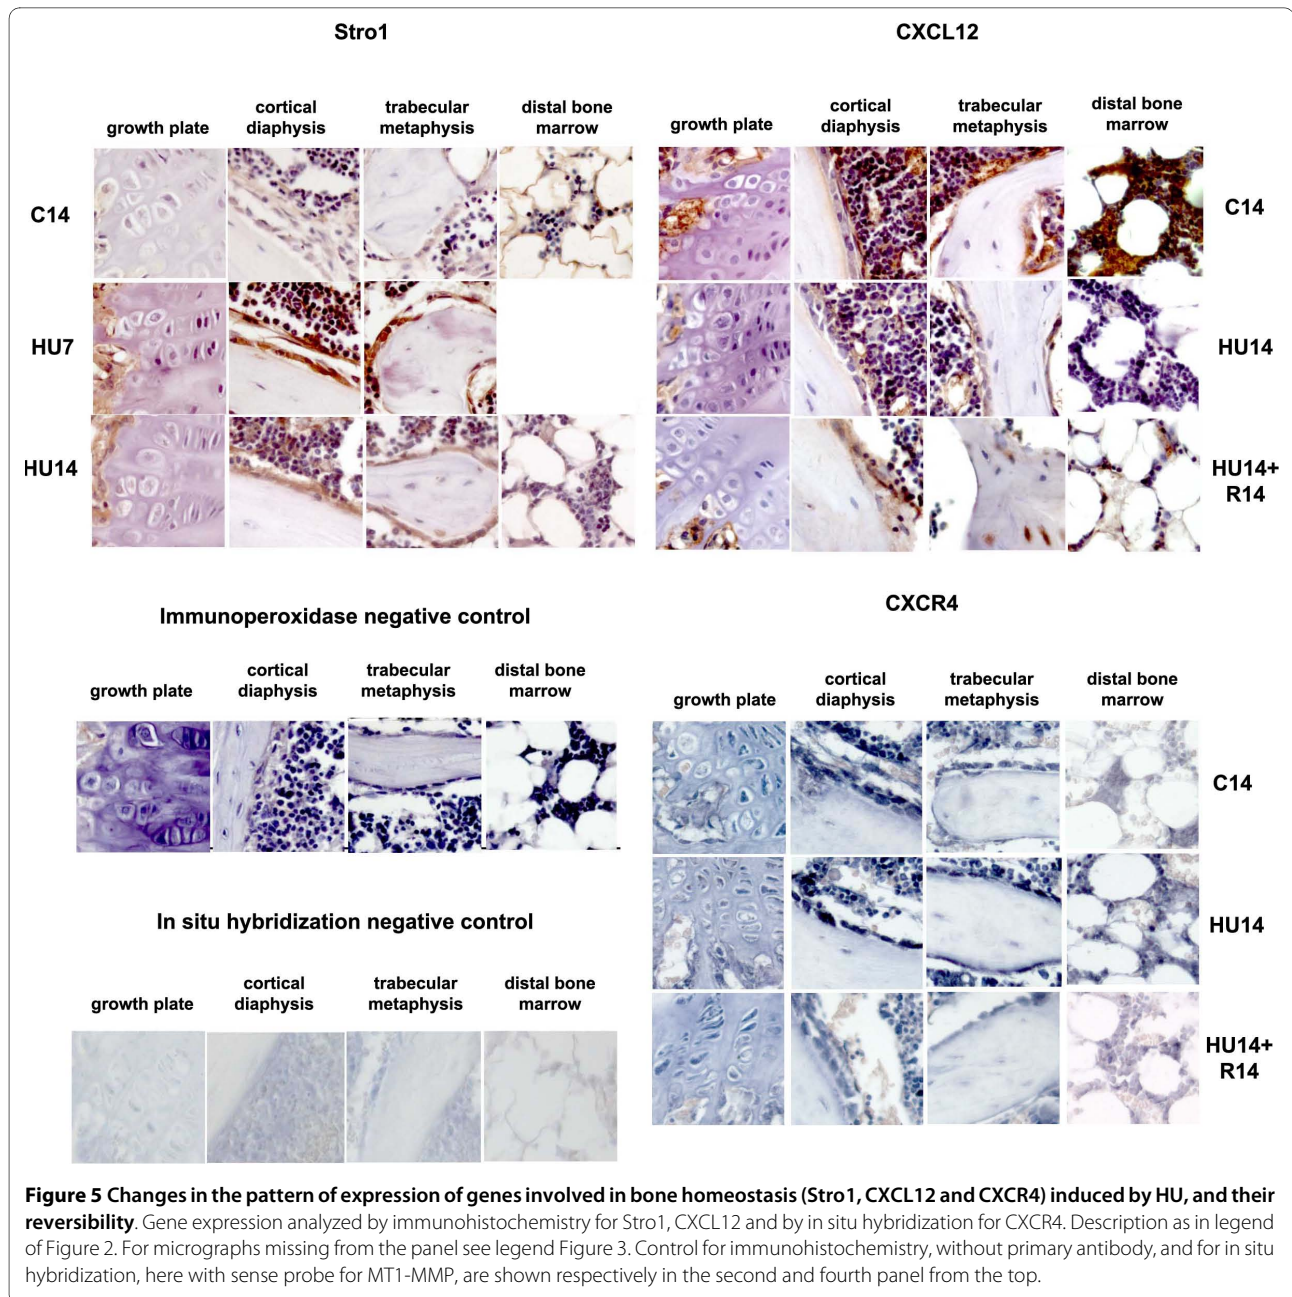 Stro1
growth plate
cortical
diaphysis
trabecular
metaphysis
distal bone
marrow
C14
HU7
HU14
CXCL12
growth plate
cortical
diaphysis
trabecular
metaphysis
distal bone
marrow
C14
HU14
HU14+
R14
Immunoperoxidase negative control
growth plate
cortical
diaphysis
trabecular
metaphysis
distal bone
marrow
In situ hybridization negative control
growth plate
cortical
diaphysis
trabecular
metaphysis
distal bone
marrow
CXCR4
growth plate
cortical
diaphysis
trabecular
metaphysis
distal bone
marrow
C14
HU14
HU14+
R14
Figure 5 Changes in the pattern of expression of genes involved in bone homeostasis (Stro1, CXCL12 and CXCR4) induced by HU, and their
reversibility. Gene expression analyzed by immunohistochemistry for Stro1, CXCL12 and by in situ hybridization for CXCR4. Description as in legend
of Figure 2. For micrographs missing from the panel see legend Figure 3. Control for immunohistochemistry, without primary antibody, and for in situ
hybridization, here with sense probe for MT1-MMP, are shown respectively in the second and fourth panel from the top.